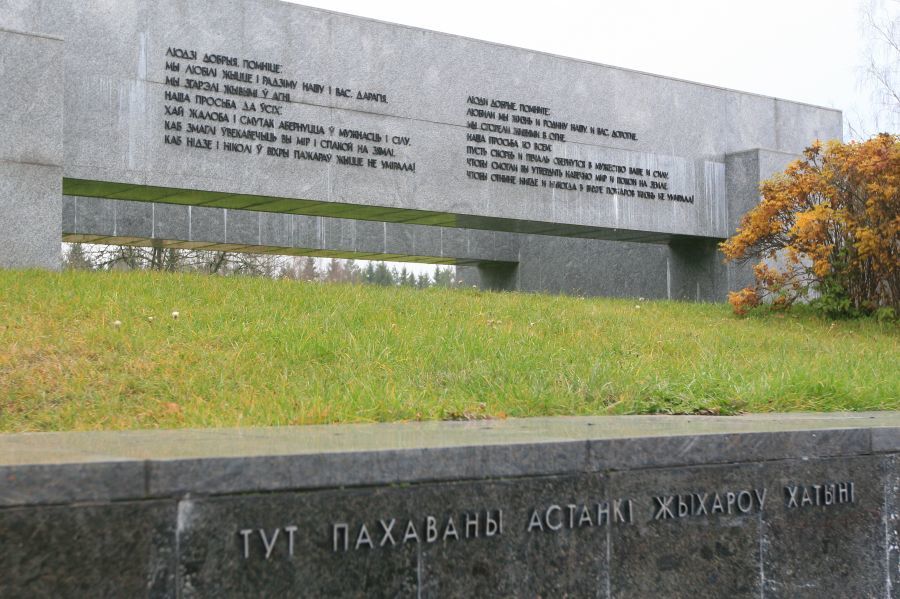 ЛЮДЗІ ДОБРЫЯ, ПОМНІЦЕ:
МЫ ЛЮБІЛІ ЖЫЦЦЕ І РАДЗІМУ НАШУ І ВАС, ДАРАГІЯ.
МЫ ЗГАРЭЛІ ЖЫВЫМІ Ў АГНІ.
НАША ПРОСЬБА ДА ЎСІХ:
ХАЙ ЖАЛОБА І СМУТАК АБЕРНУЦЦА Ў МУЖНАСЦЬ І СІЛУ,
КАБ ЗМАГЛІ ЎВЕКАВЕЧЫЦЬ ВЫ МІР І СПАКОЙ НА ЗЯМЛІ.
КАБ НІДЗЕ І НІКОЛІ Ў ВІХРЫ ПАЖАРАЎ ЖЫЦЦЕ НЕ УМІРАЛА!
ЛЮДИ ДОБРЫЕ, ПОМНИТЕ:
ЛЮБИЛИ МЫ ЖИЗНЬ И РОДИНУ НАШУ, И ВАС, ДОРОГИЕ.
МЫ СГОРЕЛИ ЖИВЫМИ В ОГНЕ.
НАША ПРОСЬБА КО ВСЕМ:
ПУСТЬ СКОРБЬ И ПЕЧАЛЬ ОБЕРНУТСЯ В МУЖЕСТВО ВАШЕ И СИЛУ,
ЧТОБЫ СМОГЛИ ВЫ УТВЕРДИТЬ НАВЕЧНО МИР И ПОКОЙ НА ЗЕМЛЕ.
ЧТОБЫ ОТНЫНЕ НИГДЕ И НИКОГДА В ВИХРЕ ПОЖАРОВ ЖИЗНЬ НЕ УМИРАЛА!
ТУТ ПАХАВАНЫ АСТАНКІ ЖЫХАРОУ ХАТЫНІ